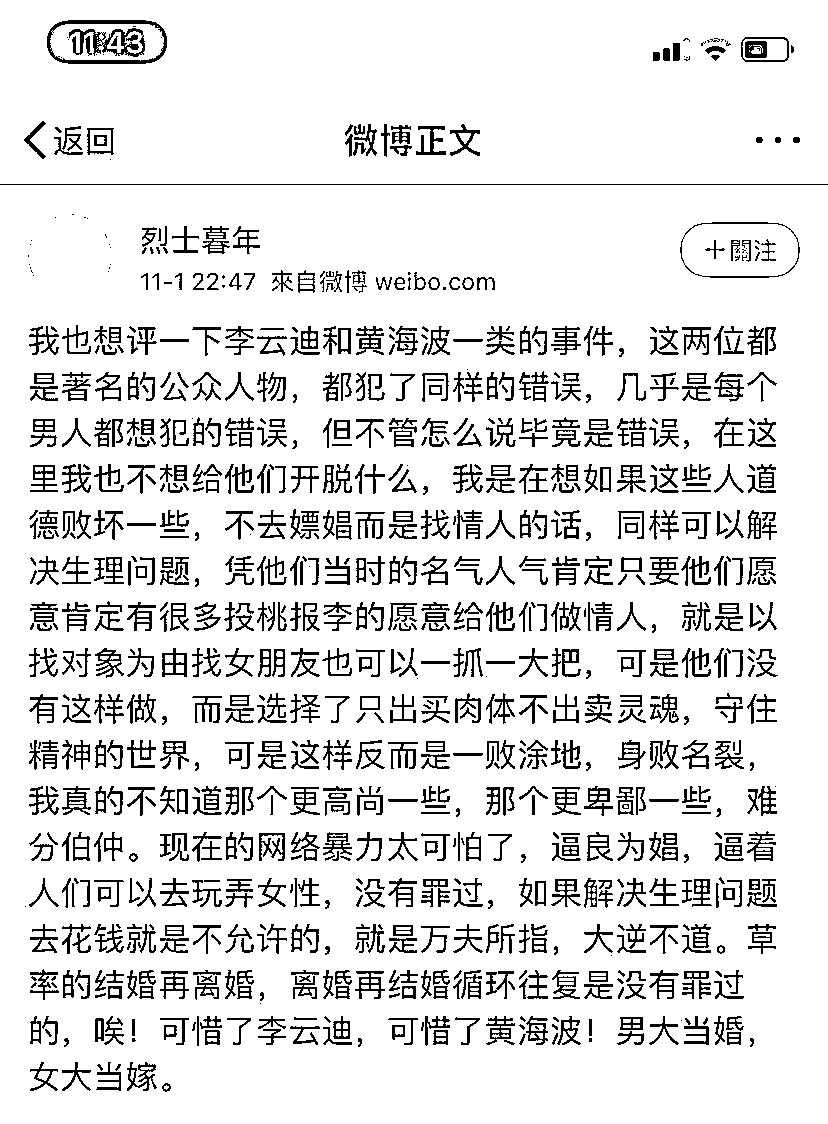 11:43
返回
微博正文
烈士暮年
11-1 22:47 來自微博 weibo.com
十關注
我也想评一下李云迪和黄海波一类的事件，这两位都
是著名的公众人物，都犯了同样的错误，几乎是每个
男人都想犯的错误，但不管怎么说毕竟是错误，在这
里我也不想给他们开脱什么，我是在想如果这些人道
德败坏一些，不去嫖娼而是找情人的话，同样可以解
决生理问题，凭他们当时的名气人气肯定只要他们愿
意肯定有很多投桃报李的愿意给他们做情人，就是以
找对象为由找女朋友也可以一抓一大把，可是他们没
有这样做，而是选择了只出买肉体不出卖灵魂，守住
精神的世界，可是这样反而是一败涂地，身败名裂，
我真的不知道那个更高尚一些，那个更卑鄙一些，难
分伯仲。现在的网络暴力太可怕了，逼良为娼，逼着
人们可以去玩弄女性，没有罪过，如果解决生理问题
去花钱就是不允许的，就是万夫所指，大逆不道。草
率的结婚再离婚，离婚再结婚循环往复是没有罪过
的，唉！可惜了李云迪，可惜了黄海波！男大当婚，
女大当嫁。